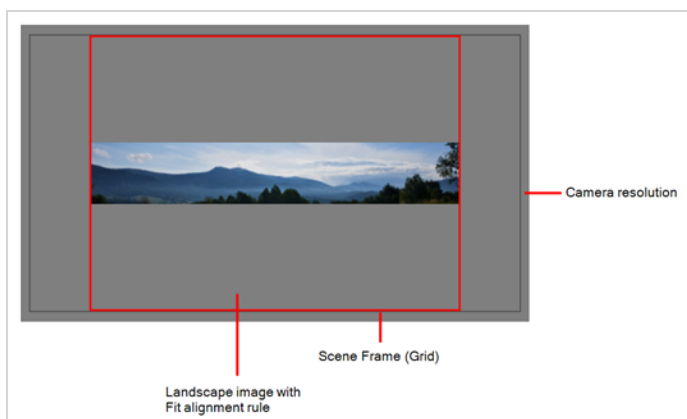 Camera resolution
Scene Frame (Grid)
Landscape image with
Fit alignment rule